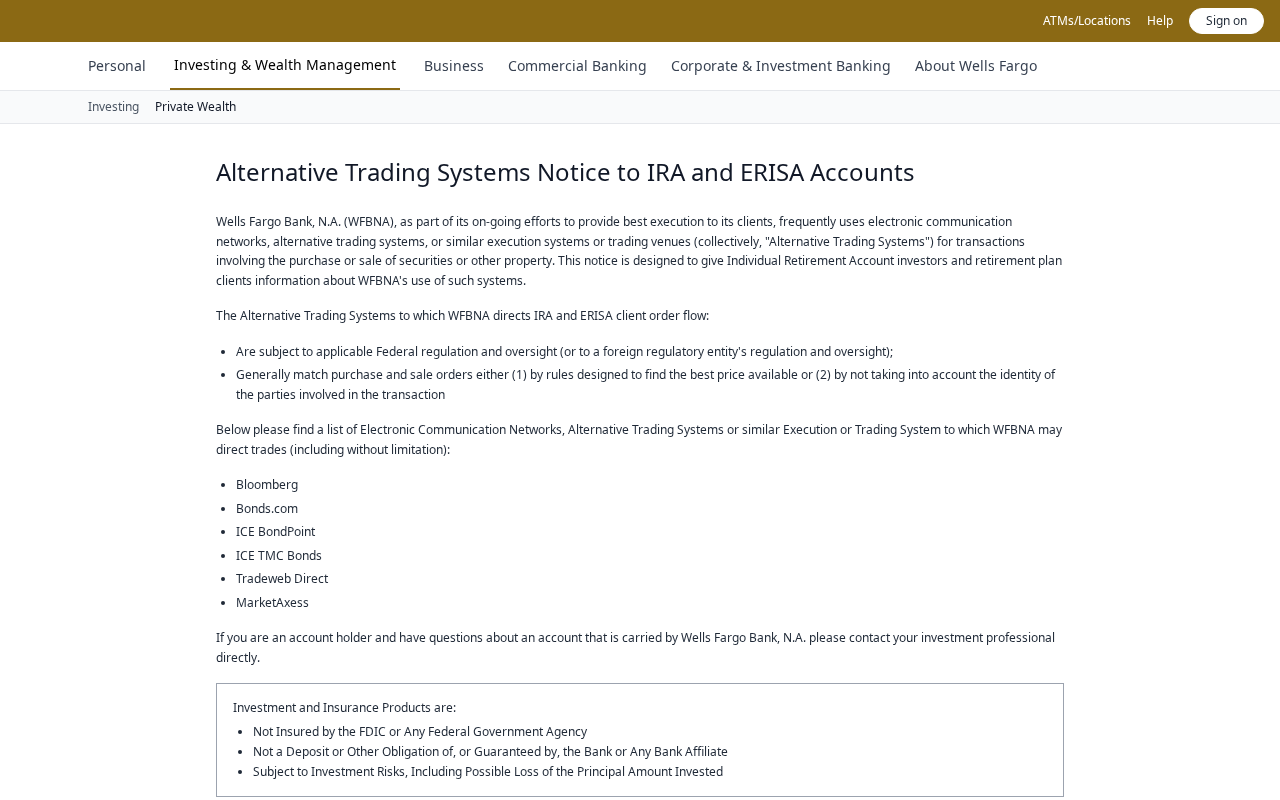 ATMs/Locations Help Sign on
Personal Investing & Wealth Management Business Commercial Banking Corporate & Investment Banking About Wells Fargo
Investing Private Wealth
Alternative Trading Systems Notice to IRA and ERISA Accounts
Wells Fargo Bank, N.A. (WFBNA), as part of its on-going efforts to provide best execution to its clients, frequently uses electronic communication
networks, alternative trading systems, or similar execution systems or trading venues (collectively, "Alternative Trading Systems") for transactions
involving the purchase or sale of securities or other property. This notice is designed to give Individual Retirement Account investors and retirement plan
clients information about WFBNA's use of such systems.
The Alternative Trading Systems to which WFBNA directs IRA and ERISA client order flow:
• Are subject to applicable Federal regulation and oversight (or to a foreign regulatory entity's regulation and oversight);
• Generally match purchase and sale orders either (1) by rules designed to find the best price available or (2) by not taking into account the identity of
the parties involved in the transaction
Below please find a list of Electronic Communication Networks, Alternative Trading Systems or similar Execution or Trading System to which WFBNA may
direct trades (including without limitation):
• Bloomberg
• Bonds.com
• ICE BondPoint
• ICE TMC Bonds
• Tradeweb Direct
• MarketAxess
If you are an account holder and have questions about an account that is carried by Wells Fargo Bank, N.A. please contact your investment professional
directly.
Investment and Insurance Products are:
• Not Insured by the FDIC or Any Federal Government Agency
• Not a Deposit or Other Obligation of, or Guaranteed by, the Bank or Any Bank Affiliate
• Subject to Investment Risks, Including Possible Loss of the Principal Amount Invested